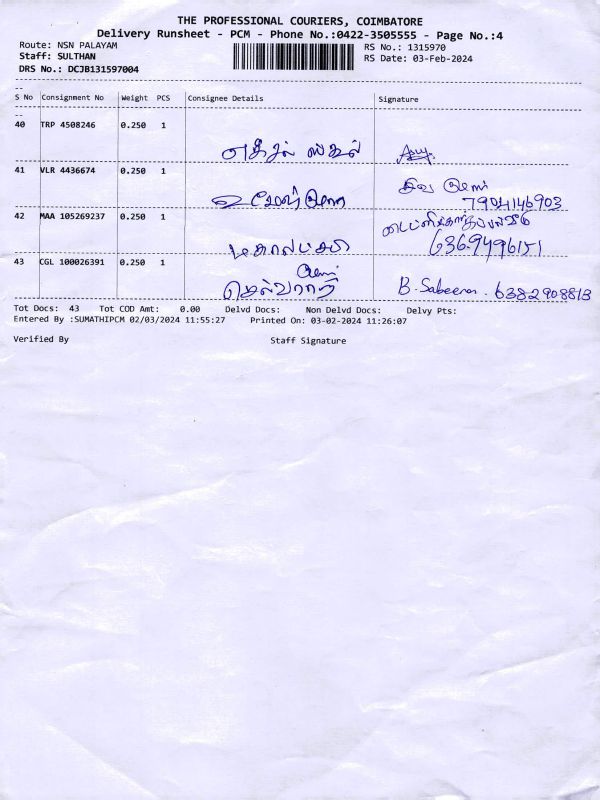 THE PROFESSIONAL COURIERS, COIMBATORE
Delivery Runsheet - PCM - Phone No.:0422-3505555 - Page No.:4
Route: NSN PALAYAM
RS No.: 1315970
Staff: SULTHAN
RS Date: 03-Feb-2024
DRS No.: DCJB131597004
S No Consignment No Weight PCS Consignee Details Signature
40 TRP 4508246 0.250 1
41 VLR 4436674 0.250 1
7904146903
42 MAA 105269237 0.250 1
6369496151
43 CGL 100026391 0.250 1
B. Sabeena. 6382908813
Tot Docs: 43 Tot COD Amt: 0.00 Delvd Docs: Non Delvd Docs: Delvy Pts:
Entered By :SUMATHIPCM 02/03/2024 11:55:27 Printed On: 03-02-2024 11:26:07
Verified By Staff Signature